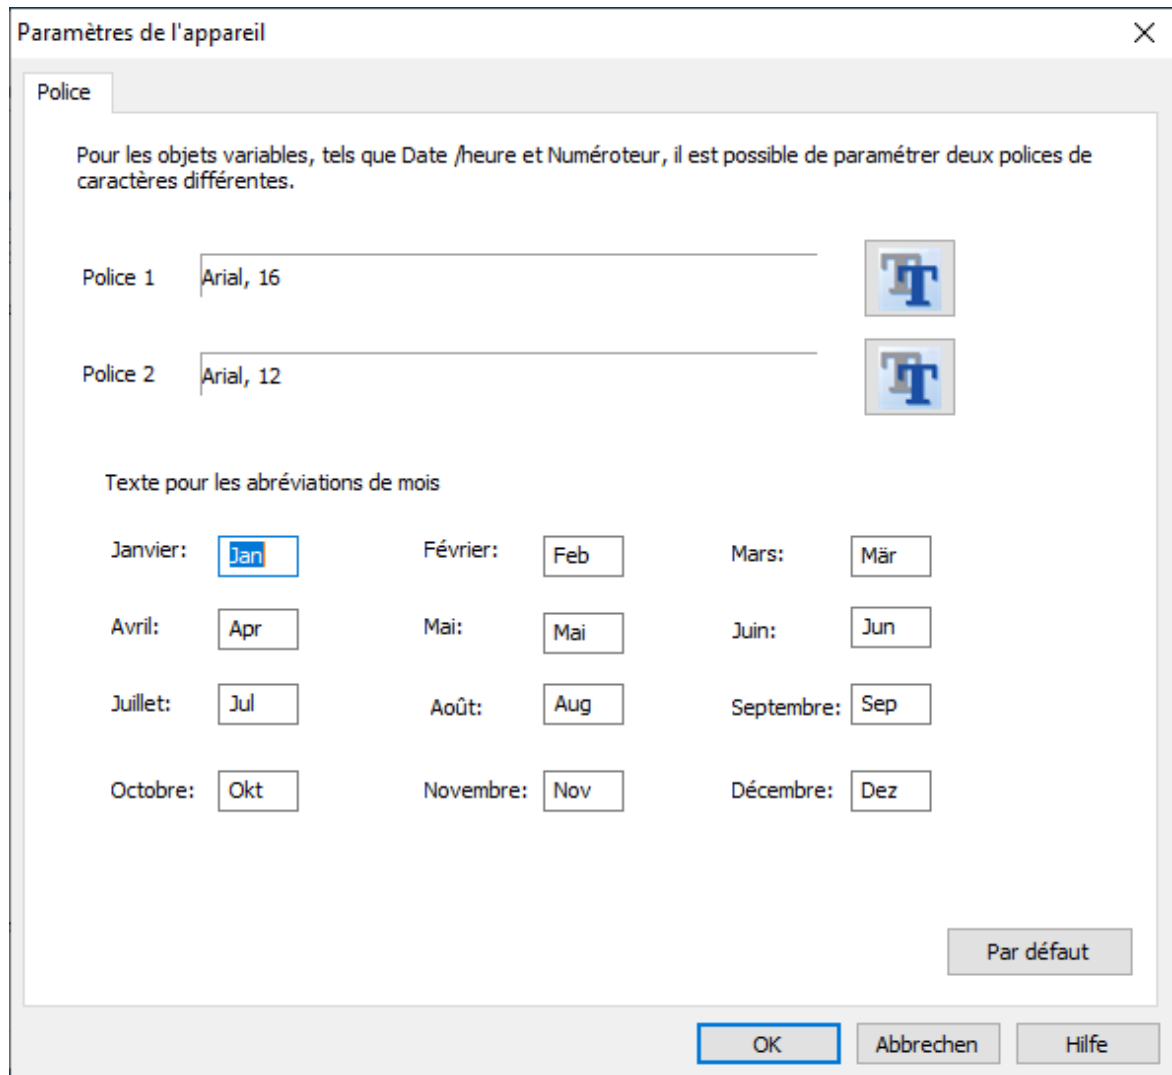 Paramètres de l'appareil
Police
Pour les objets variables, tels que Date /heure et Numéroteur, il est possible de paramétrer deux polices de
caractères différentes.
Police 1 Arial, 16
Police 2 Arial, 12
Texte pour les abréviations de mois
Janvier: Jan Février: Feb Mars: Mär
Avril: Apr Mai: Mai Juin: Jun
Juillet: Jul Août: Aug Septembre: Sep
Octobre: Okt Novembre: Nov Décembre: Dez
Par défaut
OK Abbrechen Hilfe